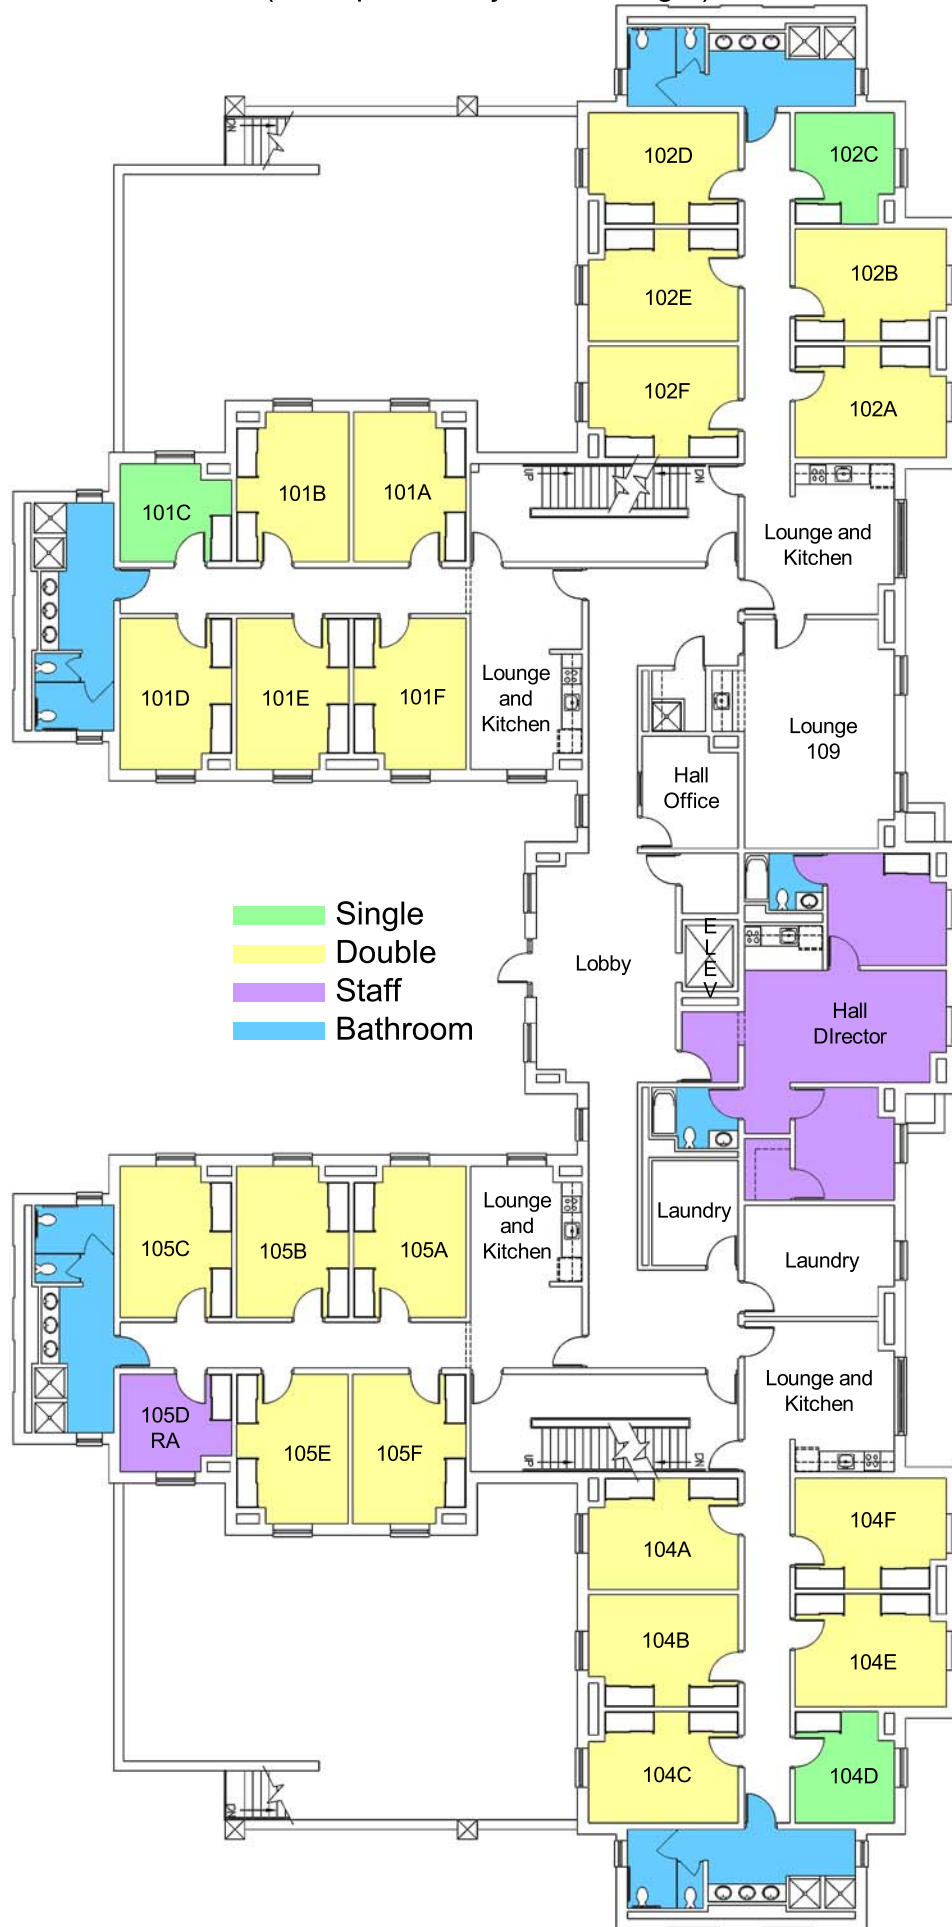 102D
102C
102B
102E
102F
102A
101B
101A
101C
UP
DN
Lounge and
Kitchen
101D
101E
101F
Lounge
and
Kitchen
Lounge
109
Hall
Office
Single
Double
Staff
Bathroom
Lobby
E
L
E
V
Hall
DIrector
Lounge
and
Kitchen
Laundry
105C
105B
105A
Laundry
Lounge and
Kitchen
105D
RA
105E
105F
UP
DN
104F
104A
104B
104E
104C
104D
DN
DN